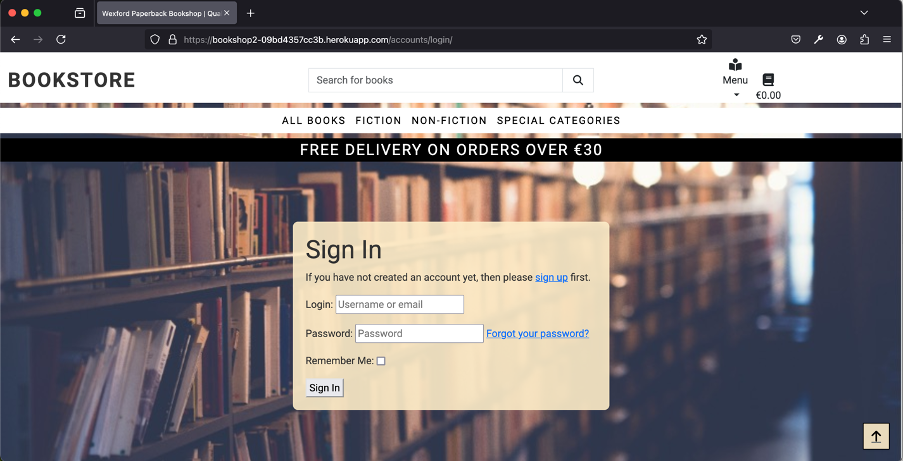 Wexford Paperback Bookshop | Qua
https://bookshop2-09bd4357cc3b.herokuapp.com/accounts/login/
BOOKSTORE
Search for books
Menu
€0.00
ALL BOOKS FICTION NON-FICTION SPECIAL CATEGORIES
FREE DELIVERY ON ORDERS OVER €30
Sign In
If you have not created an account yet, then please sign up first.
Login: Username or email
Password: Password Forgot your password?
Remember Me:
Sign In